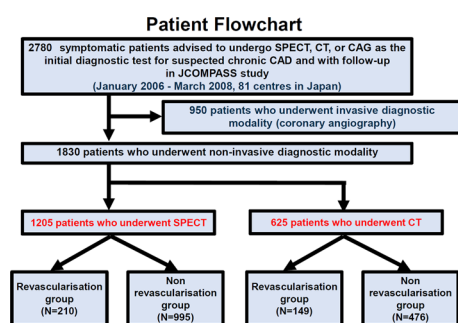 Patient Flowchart
2780 symptomatic patients advised to undergo SPECT, CT, or CAG as the
initial diagnostic test for suspected chronic CAD and with follow-up
in JCOMPASS study
(January 2006 - March 2008, 81 centres in Japan)
950 patients who underwent invasive diagnostic
modality (coronary angiography)
1830 patients who underwent non-invasive diagnostic modality
1205 patients who underwent SPECT
625 patients who underwent CT
Revascularisation
group
(N=210)
Non
revascularisation
group
(N=995)
Revascularisation
group
(N=149)
Non
revascularisation
group
(N=476)